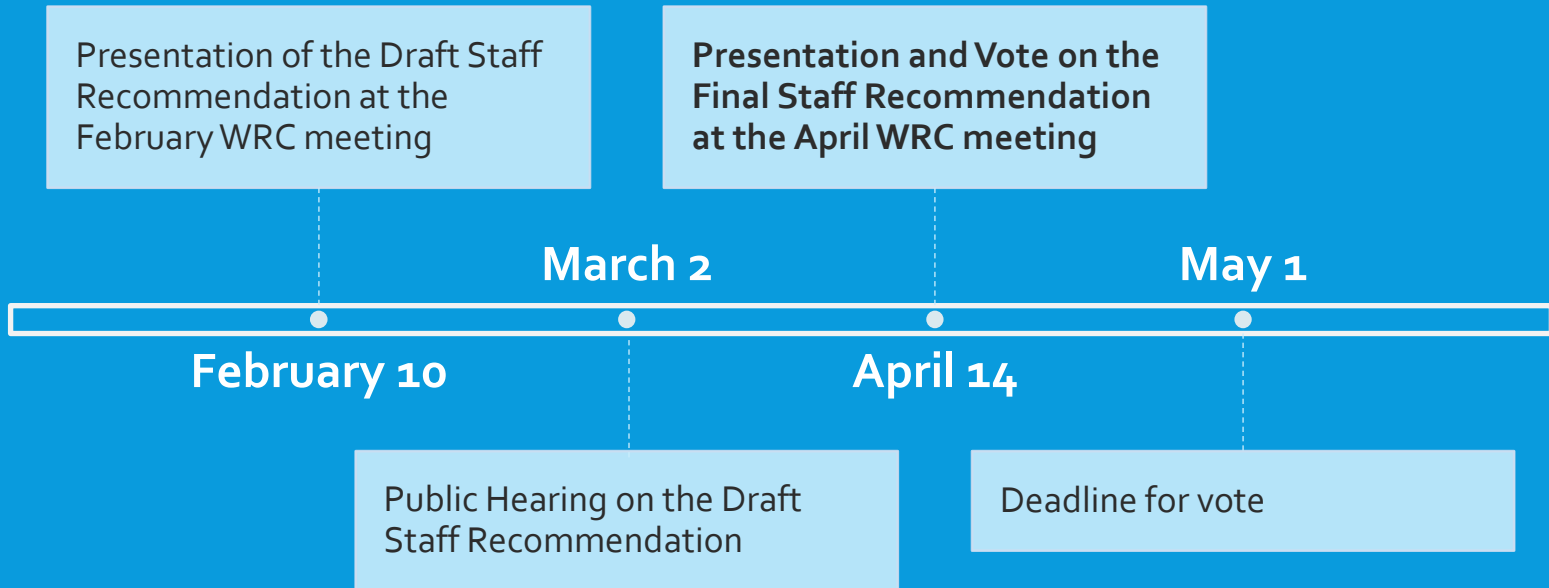 Presentation of the Draft Staff
Recommendation at the
February WRC meeting
Presentation and Vote on the
Final Staff Recommendation
at the April WRC meeting
March 2
May 1
February 10
April 14
Public Hearing on the Draft
Staff Recommendation
Deadline for vote